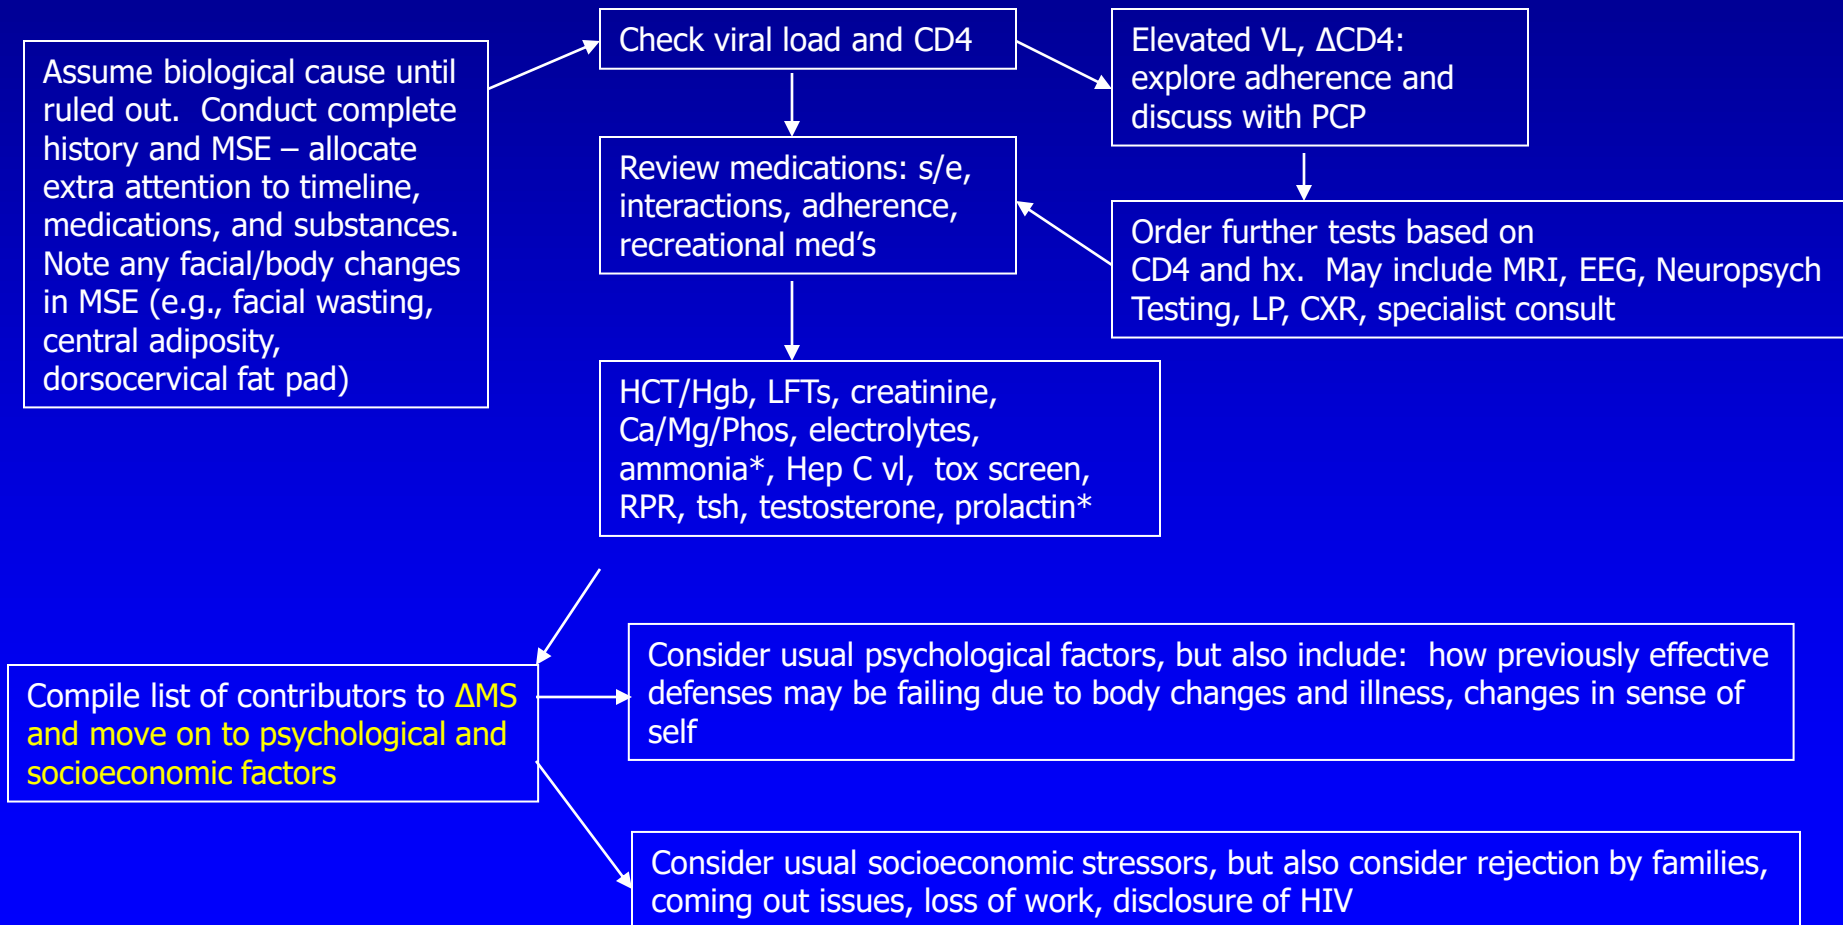 Assume biological cause until
ruled out.  Conduct complete
history and MSE – allocate
extra attention to timeline,
medications, and substances.
Note any facial/body changes
in MSE (e.g., facial wasting,
central adiposity,
dorsocervical fat pad)
Check viral load and CD4
Elevated VL, ΔCD4:
explore adherence and
discuss with PCP
Order further tests based on
CD4 and hx.  May include MRI, EEG, Neuropsych
Testing, LP, CXR, specialist consult
Review medications: s/e,
interactions, adherence,
recreational med’s
HCT/Hgb, LFTs, creatinine,
Ca/Mg/Phos, electrolytes,
ammonia*, Hep C vl,  tox screen,
RPR, tsh, testosterone, prolactin*
Compile list of contributors to ΔMS
and move on to psychological and
socioeconomic factors
Consider usual psychological factors, but also include:  how previously effective
defenses may be failing due to body changes and illness, changes in sense of
self
Consider usual socioeconomic stressors, but also consider rejection by families,
coming out issues, loss of work, disclosure of HIV